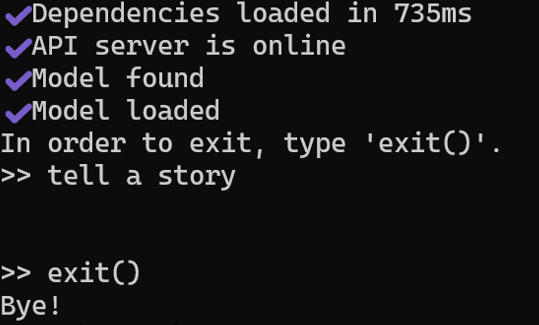 ✔Dependencies loaded in 735ms
✔API server is online
✔Model found
✔Model loaded
In order to exit, type 'exit()'.
>> tell a story
>> exit()
Bye!